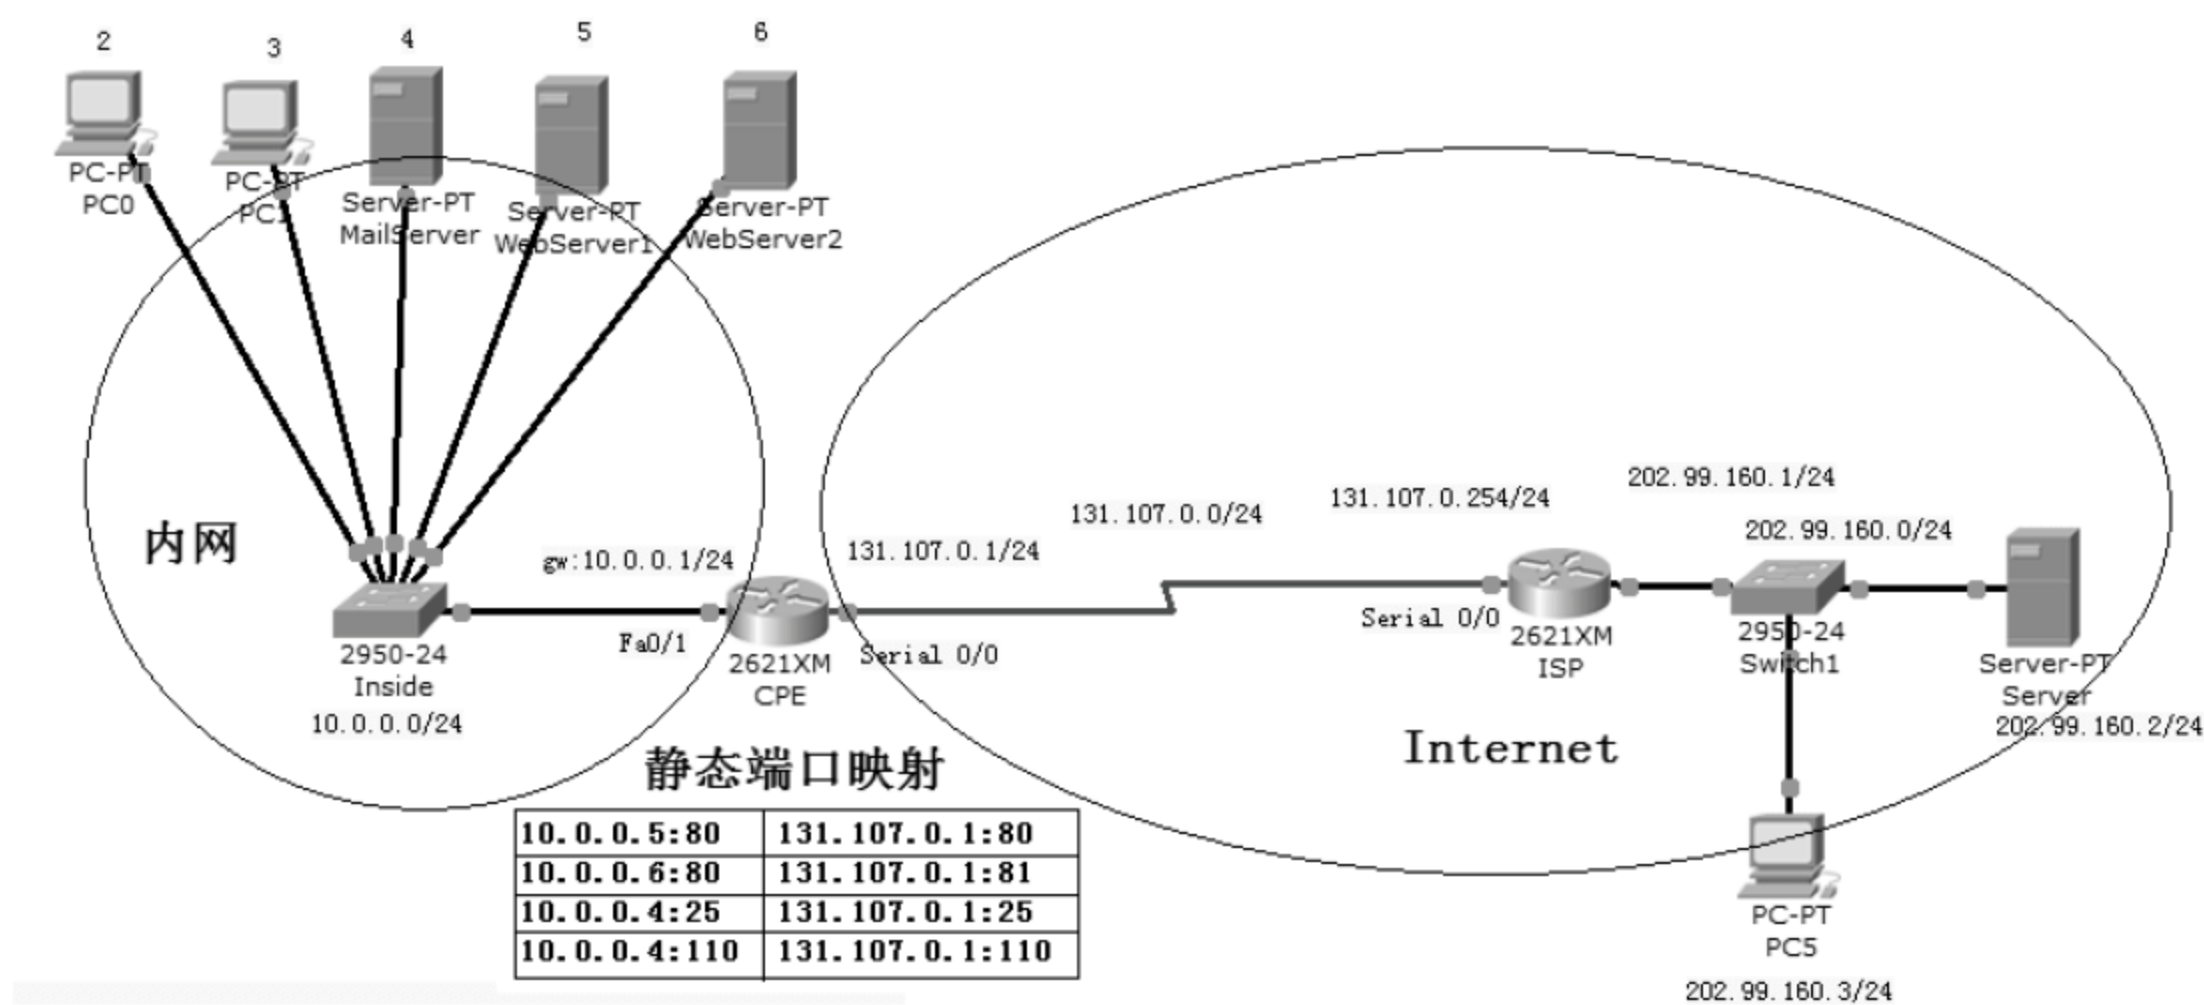 2
3
4
5
6
PC-PT
PC0
PC-PT
PC1
Server-PT
MailServer
Server-PT
WebServer1
Server-PT
WebServer2
内网
gw:10.0.0.1/24
131.107.0.1/24
131.107.0.0/24
131.107.0.254/24
202.99.160.1/24
202.99.160.0/24
Fa0/1
Serial 0/0
Serial 0/0
2950-24
Inside
10.0.0.0/24
2621XM
CPE
2621XM
ISP
2950-24
Switch1
Server-PT
Server
202.99.160.2/24
Internet
静态端口映射
10.0.0.5:80 131.107.0.1:80
10.0.0.6:80 131.107.0.1:81
10.0.0.4:25 131.107.0.1:25
10.0.0.4:110 131.107.0.1:110
PC-PT
PC5
202.99.160.3/24